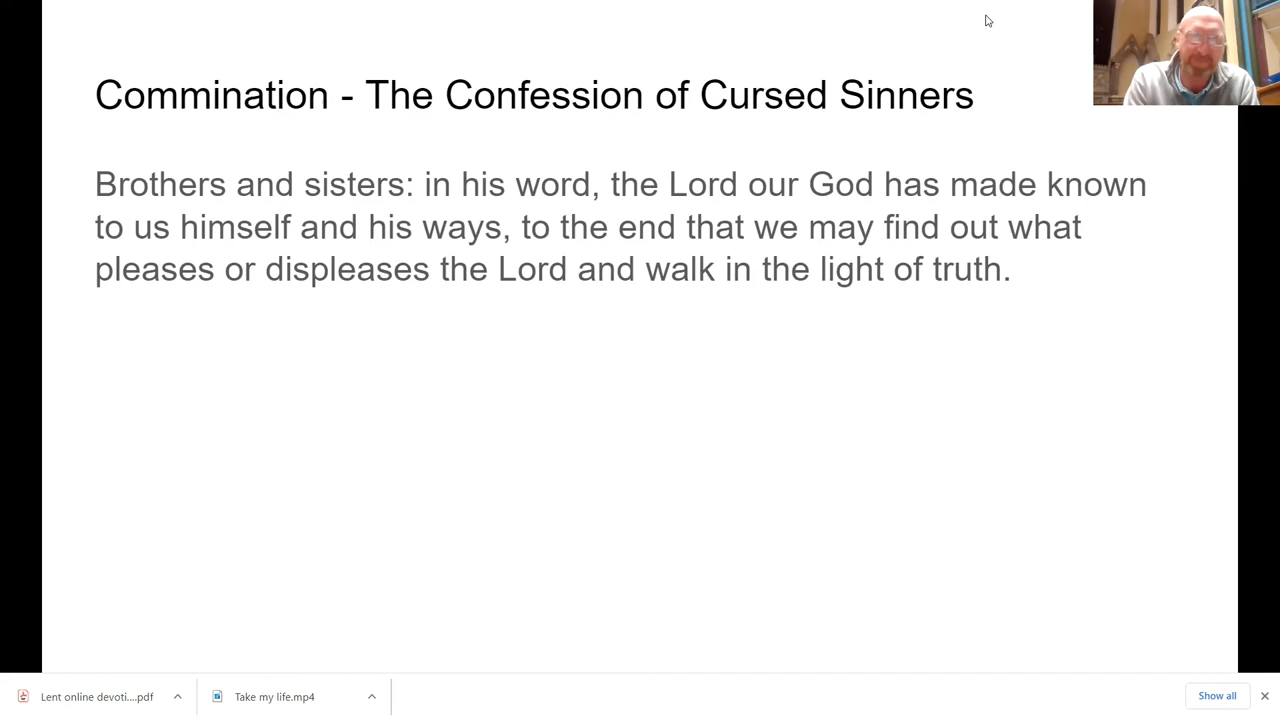 Commination - The Confession of Cursed Sinners
Brothers and sisters: in his word, the Lord our God has made known
to us himself and his ways, to the end that we may find out what
pleases or displeases the Lord and walk in the light of truth.
Lent online devoti....pdf
Take my life.mp4
Show all